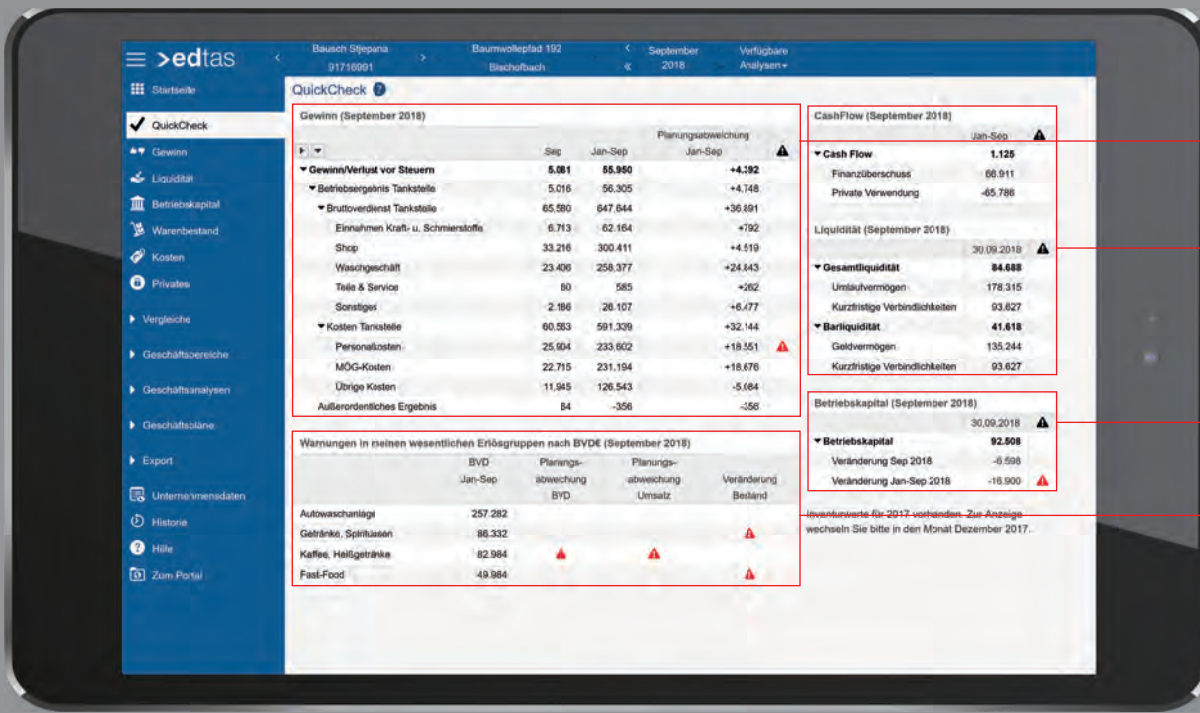 >edtas
Bausch Stjepana
91716991
Baumwollepfad 192
Bischofbuch
September
2018
Verfügbare
Analysen
Startseite
QuickCheck
Gewinn
Liquidität
Betriebskapital
Warenbestand
Kosten
Privates
Vergleiche
Geschäftsbereiche
Geschäftsanalysen
Geschäftspläne
Export
Unternehmensdaten
Historie
Hilfe
Zum Portal
QuickCheck ?
Gewinn (September 2018)
Planungsabweichung
Sep Jan-Sep Jan-Sep
Gewinn/Verlust vor Steuern 5.081 55.950
Betriebsergebnis Tankstelle 5.016 56.305 +4.748
Bruttoverdienst Tankstelle 65.580 647.644 +36.891
Einnahmen Kraft- u. Schmierstoffe 6.713 62.164 +792
Shop 33.216 300.411 +4.519
Waschgeschäft 23.406 258.377 +24.843
Teile & Service 60 585 +262
Sonstiges 2.186 26.107 +6.477
Kosten Tankstelle 60.563 591.339 +32.144
Personalkosten 25.904 233.602 +18.551
MÖG-Kosten 22.715 231.194 +18.676
Übrige Kosten 11.945 126.543 -5.084
Außerordentliches Ergebnis 64 -356
Warnungen in meinen wesentlichen Erlösgruppen nach BVD€ (September 2018)
BVD Planungs- Planungs-
Jan-Sep abweichung abweichung Veränderung
BVD Umsatz Bestand
Autowaschanlage 257.282
Getränke, Spirituosen 86.332
Kaffee, Heißgetränke 82.984
Fast-Food 49.984
CashFlow (September 2018)
Jan-Sep
Cash Flow 1.125
Finanzüberschuss 66.911
Private Verwendung -65.786
Liquidität (September 2018)
30.09.2018
Gesamtliquidität 84.688
Umlaufvermögen 178.315
Kurzfristige Verbindlichkeiten 93.627
Barliquidität 41.618
Geldvermögen 135.244
Kurzfristige Verbindlichkeiten 93.627
Betriebskapital (September 2018)
30.09.2018
Betriebskapital 92.508
Veränderung Sep 2018 -6.598
Veränderung Jan-Sep 2018 -16.900
Inventurwerte für 2017 vorhanden. Zur Anzeige
wechseln Sie bitte in den Monat Dezember 2017.